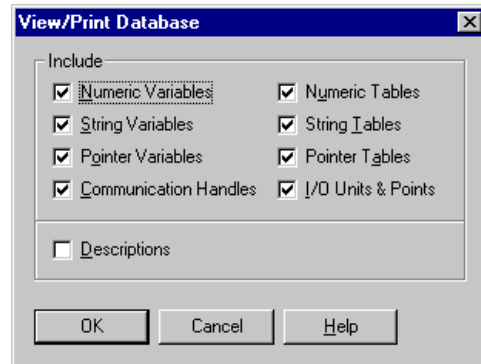 View/Print Database
Include
Numeric Variables Numeric Tables
String Variables String Tables
Pointer Variables Pointer Tables
Communication Handles I/O Units & Points
Descriptions
OK Cancel Help